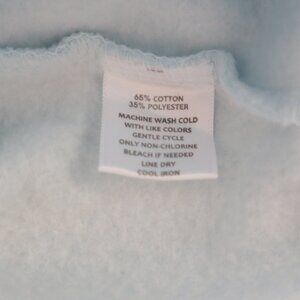 65% COTTON
35% POLYESTER
MACHINE WASH COLD
WITH LIKE COLORS
GENTLE CYCLE
ONLY NON-CHLORINE
BLEACH IF NEEDED
LINE DRY
COOL IRON